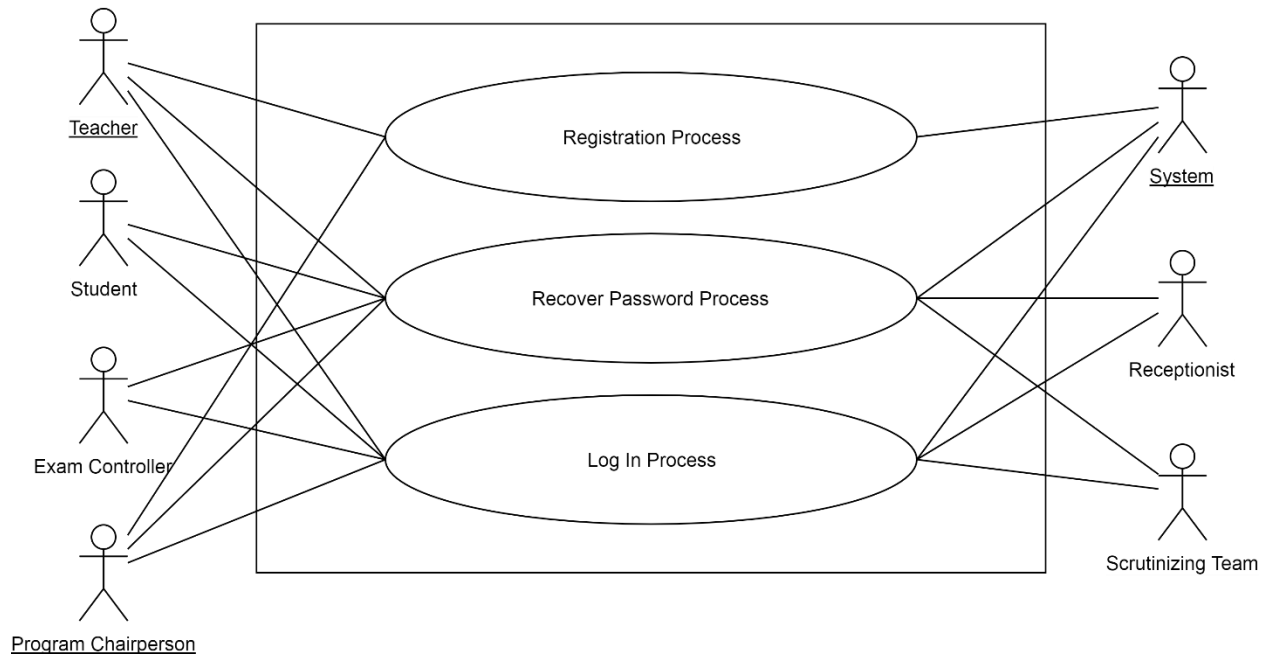 Teacher
Registration Process
System
Student
Recover Password Process
Receptionist
Exam Controller
Log In Process
Scrutinizing Team
Program Chairperson